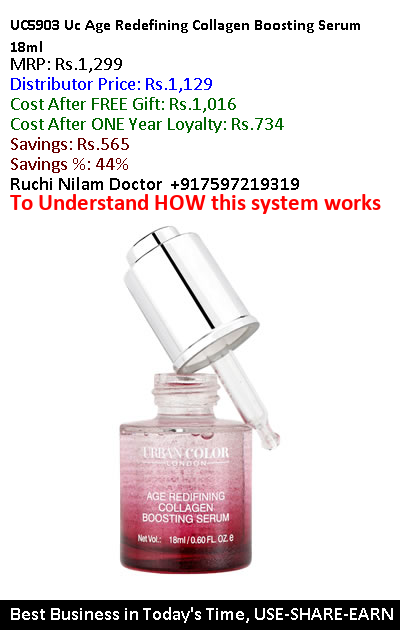 UC5903 Uc Age Redefining Collagen Boosting Serum
18ml
MRP: Rs.1,299
Distributor Price: Rs.1,129
Cost After FREE Gift: Rs.1,016
Cost After ONE Year Loyalty: Rs.734
Savings: Rs.565
Savings %: 44%
Ruchi Nilam Doctor +917597219319
To Understand HOW this system works
URBAN COLOR
LONDON
AGE REDIFINING
COLLAGEN
BOOSTING SERUM
Net Vol.: 18ml / 0.60 FL. OZ. e
Best Business in Today's Time, USE-SHARE-EARN